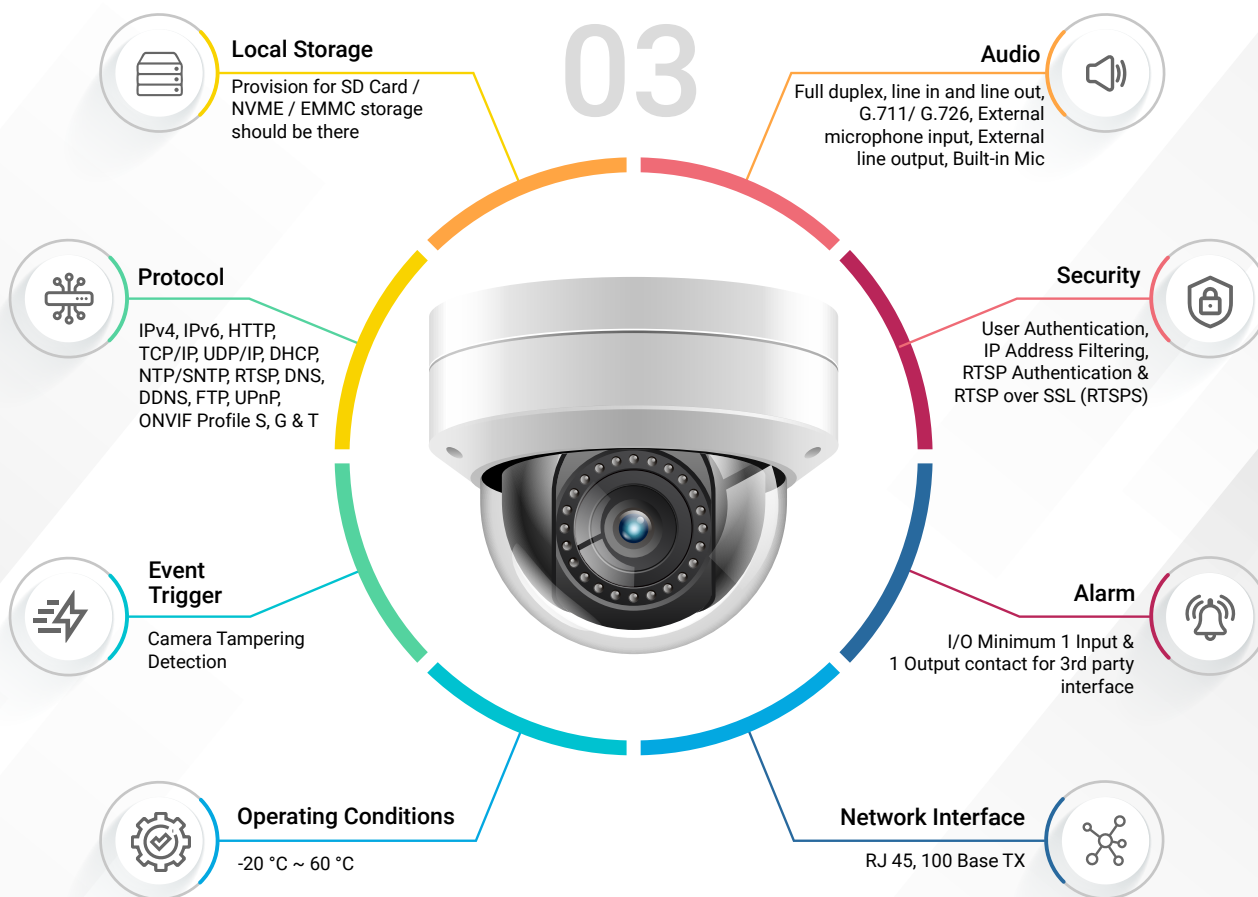 03
Local Storage
Provision for SD Card /
NVME / EMMC storage
should be there
Audio
Full duplex, line in and line out,
G.711/ G.726, External
microphone input, External
line output, Built-in Mic
Protocol
IPv4, IPv6, HTTP,
TCP/IP, UDP/IP, DHCP,
NTP/SNTP, RTSP, DNS,
DDNS, FTP, UPnP,
ONVIF Profile S, G & T
Security
User Authentication,
IP Address Filtering,
RTSP Authentication &
RTSP over SSL (RTSPS)
Event
Trigger
Camera Tampering
Detection
Alarm
I/O Minimum 1 Input &
1 Output contact for 3rd party
interface
Operating Conditions
-20 °C ~ 60 °C
Network Interface
RJ 45, 100 Base TX